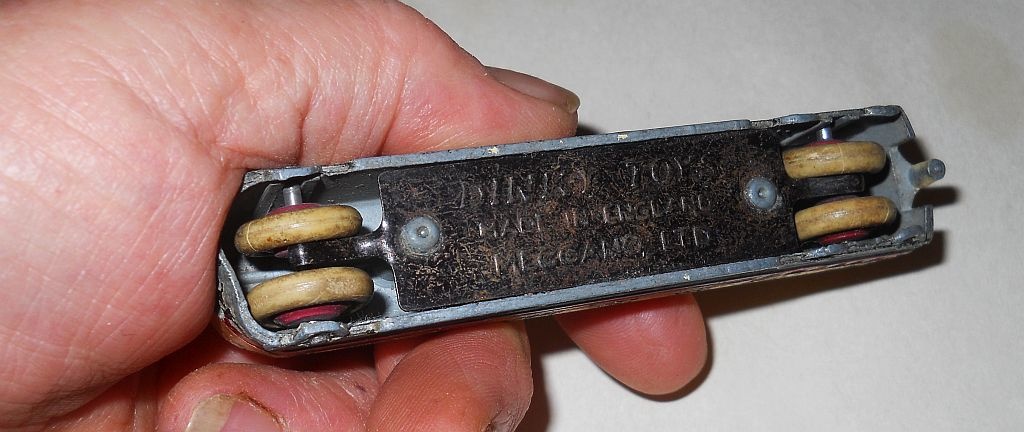 DINKY TOYS
MADE IN ENGLAND
MECCANO LTD